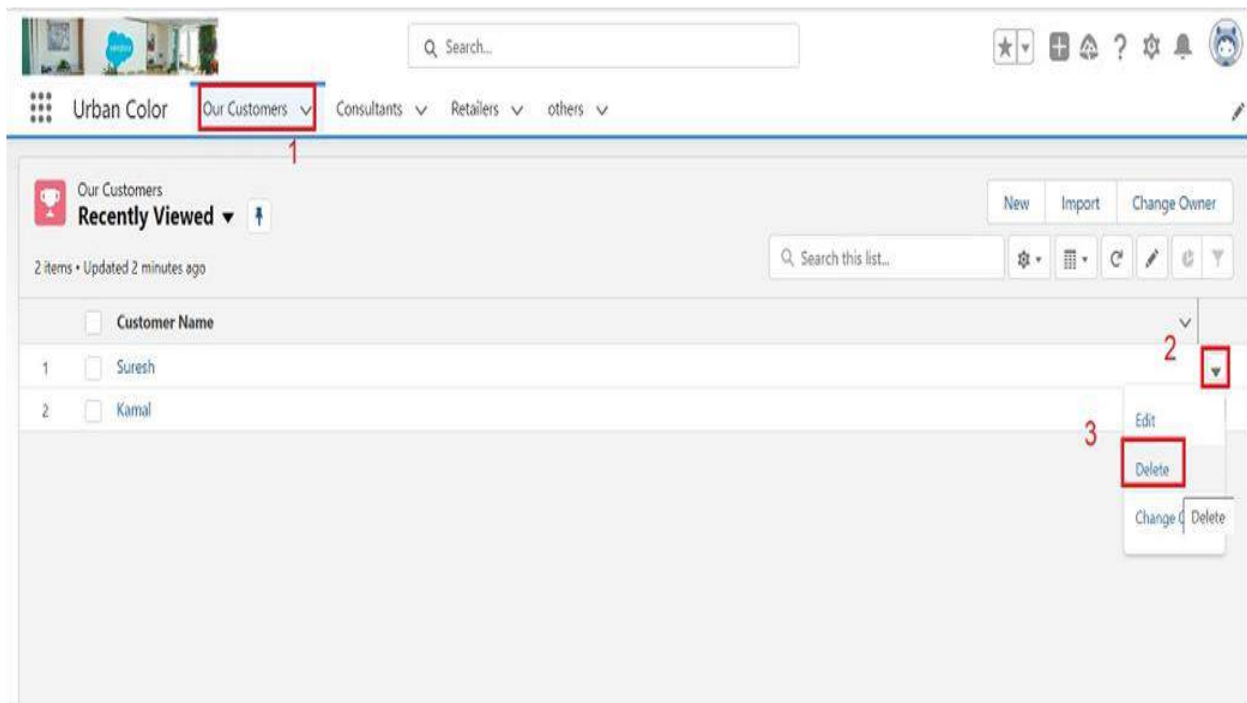 Search...
Urban Color Our Customers Consultants Retailers others
1
Our Customers
Recently Viewed
New Import Change Owner
2 items • Updated 2 minutes ago
Search this list...
Customer Name
2
1 Suresh
2 Kamal
Edit
3
Delete
Change Delete